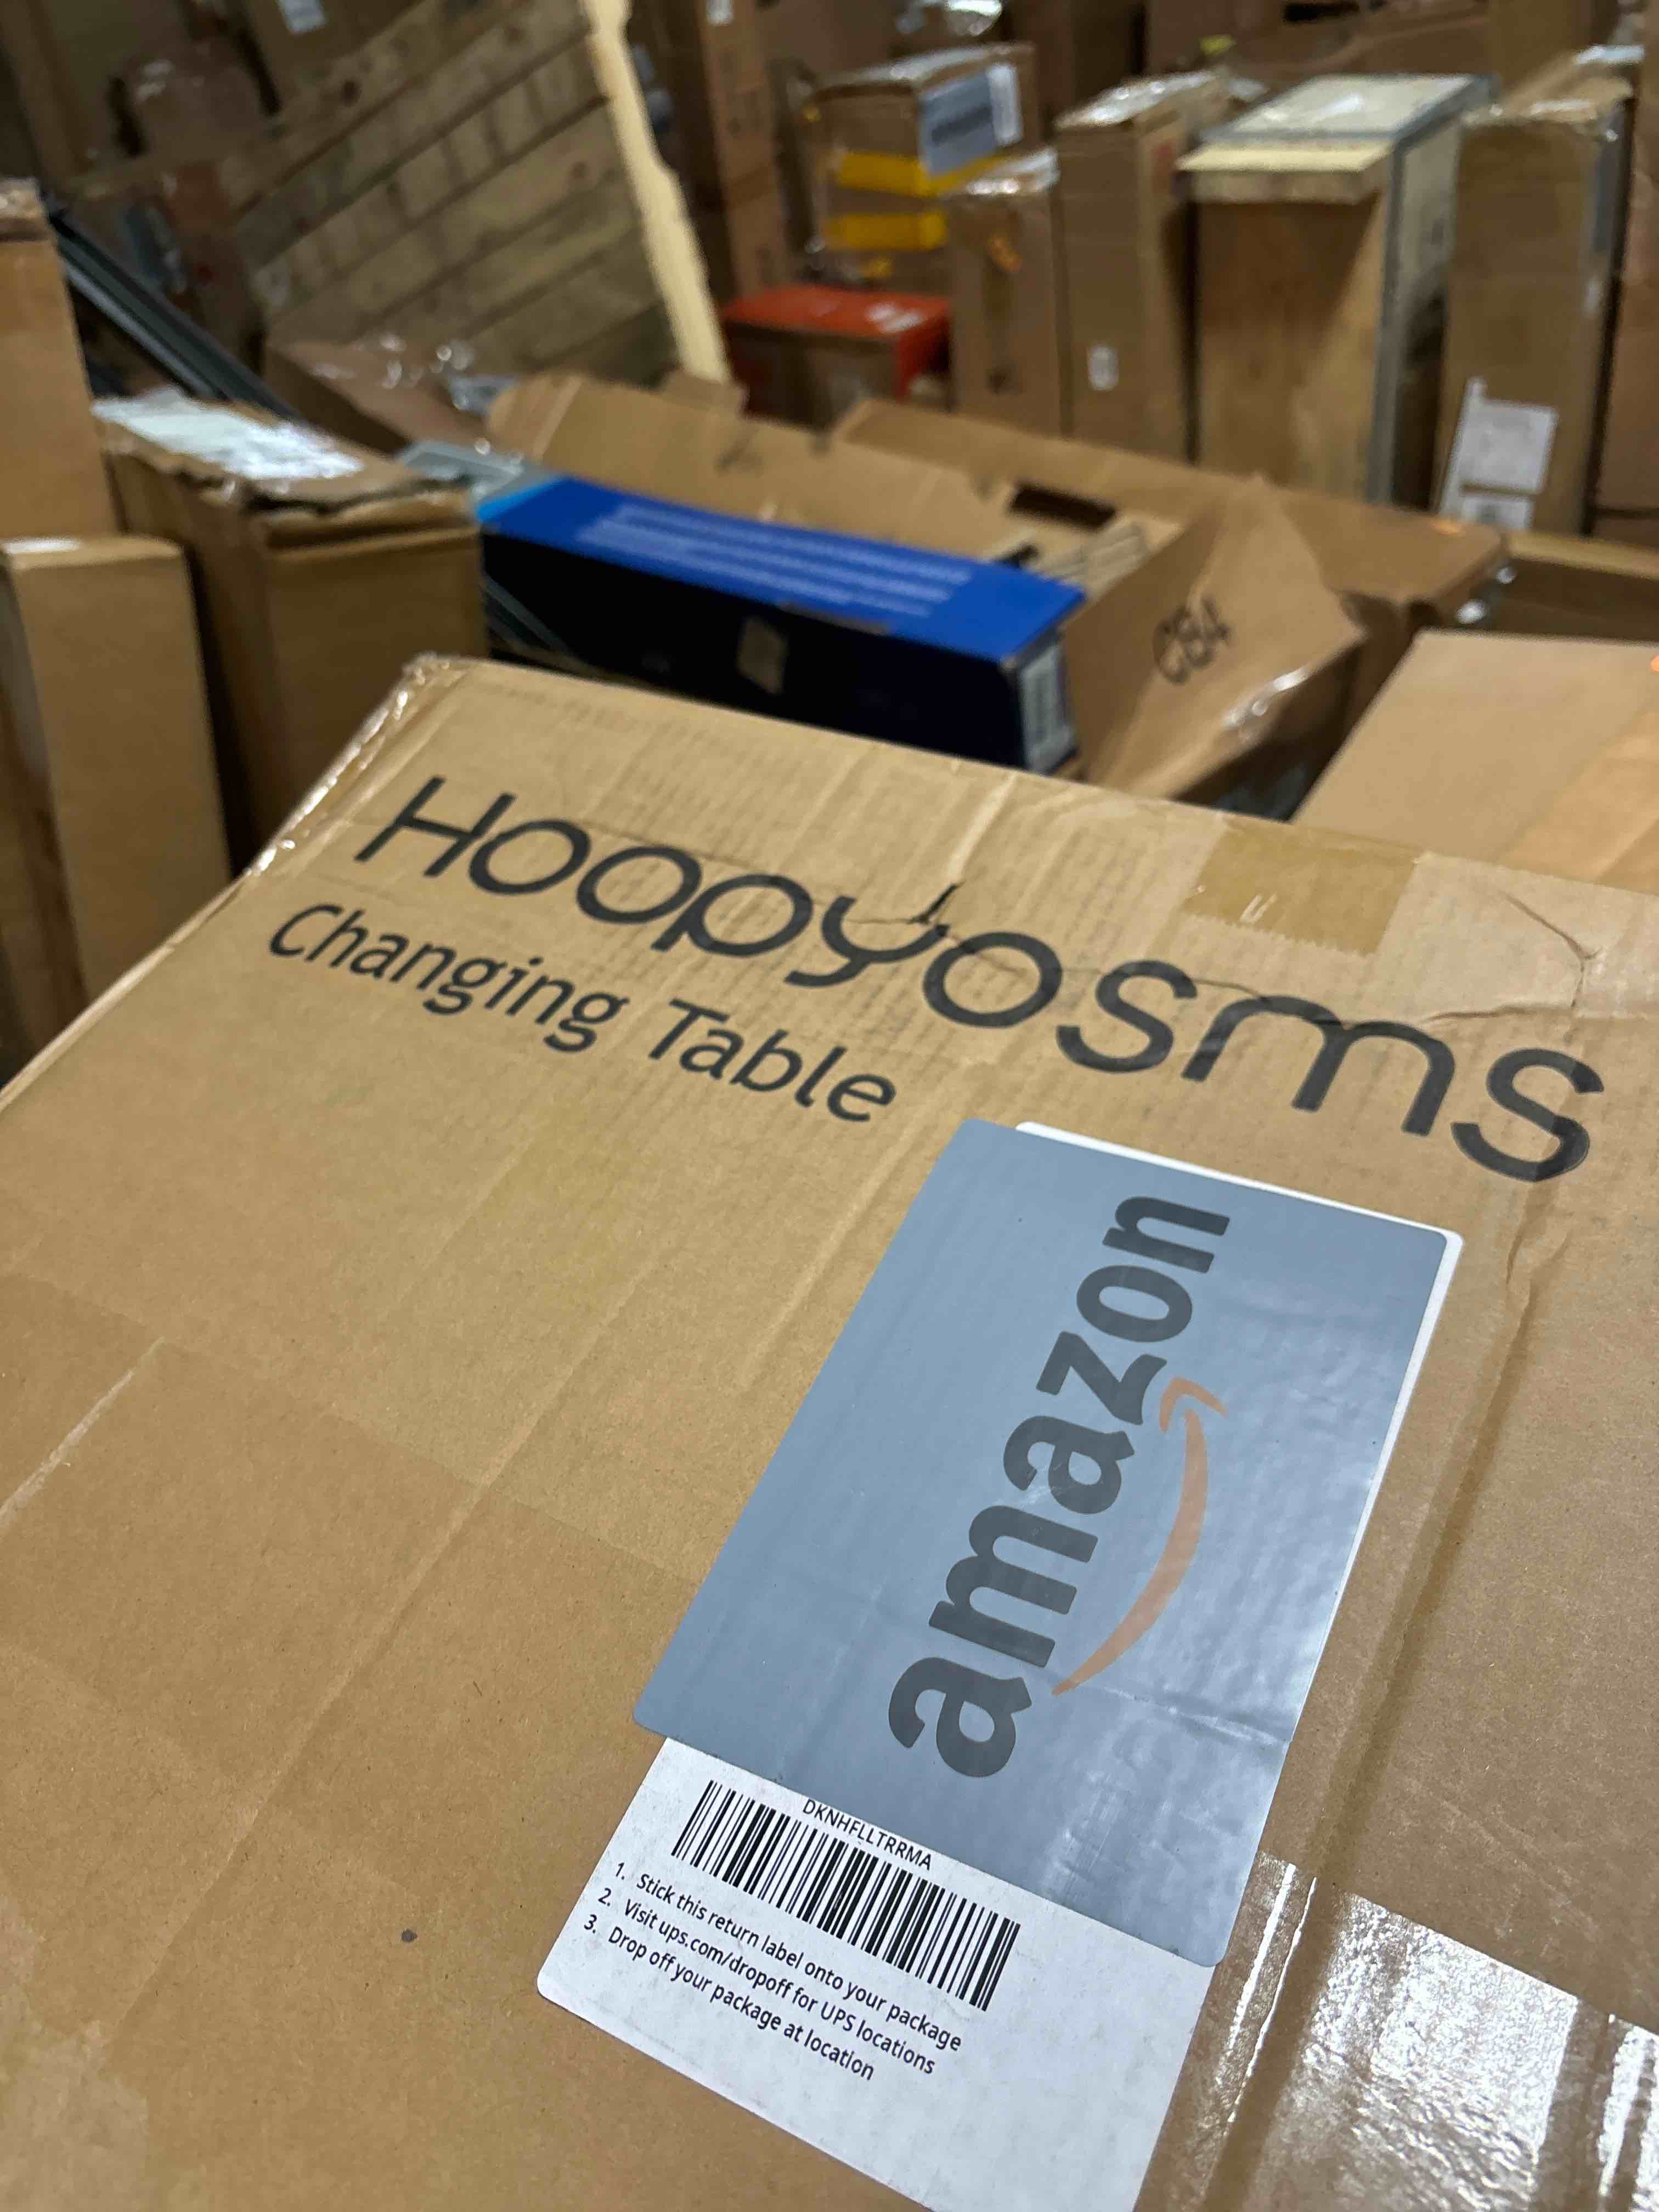 C84
Hoopyosms
Changing Table
amazon
DKNHFLLTRRMA
1. Stick this return label onto your package
2. Visit ups.com/dropoff for UPS locations
3. Drop off your package at location